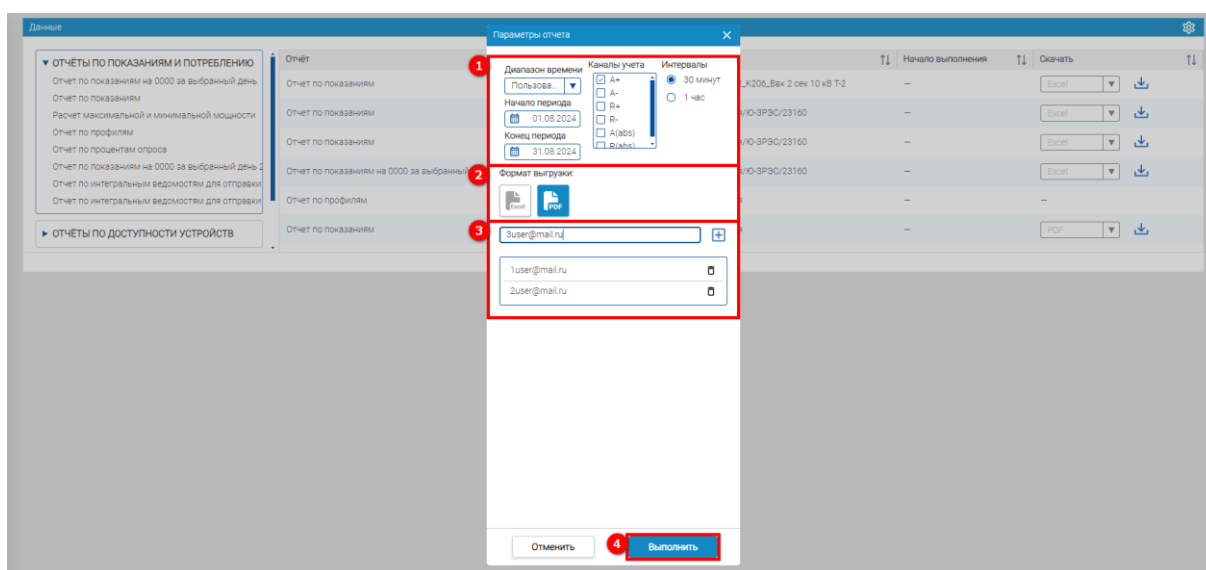 Данные
▼ ОТЧЁТЫ ПО ПОКАЗАНИЯМ И ПОТРЕБЛЕНИЮ
Отчет по показаниям на 0000 за выбранный день
Отчет по показаниям
Расчет максимальной и минимальной мощности
Отчет по профилям
Отчет по процентам опроса
Отчет по показаниям на 0000 за выбранный день 2
Отчет по интегральным ведомостям для отправки
Отчет по интегральным ведомостям для отправки
► ОТЧЁТЫ ПО ДОСТУПНОСТИ УСТРОЙСТВ
Отчёт
Отчет по показаниям
Отчет по показаниям
Отчет по показаниям
Отчет по показаниям на 0000 за выбранный
Отчет по профилям
Отчет по показаниям
Параметры отчета
1
Диапазон времени
Пользова...
Начало периода
01.08.2024
Конец периода
31.08.2024
Каналы учета
A+
A-
R+
R-
A(abs)
R(abs)
Интервалы
30 минут
1 час
2
Формат выгрузки:
Excel
PDF
3
3user@mail.ru
1user@mail.ru
2user@mail.ru
Отменить
4
Выполнить
Начало выполнения
Скачать
_К206_Ввк 2 сек 10 кВ Т-2
–
Excel
/Ю-ЗРЭС/23160
–
Excel
/Ю-ЗРЭС/23160
–
Excel
/Ю-ЗРЭС/23160
–
Excel
–
–
–
PDF